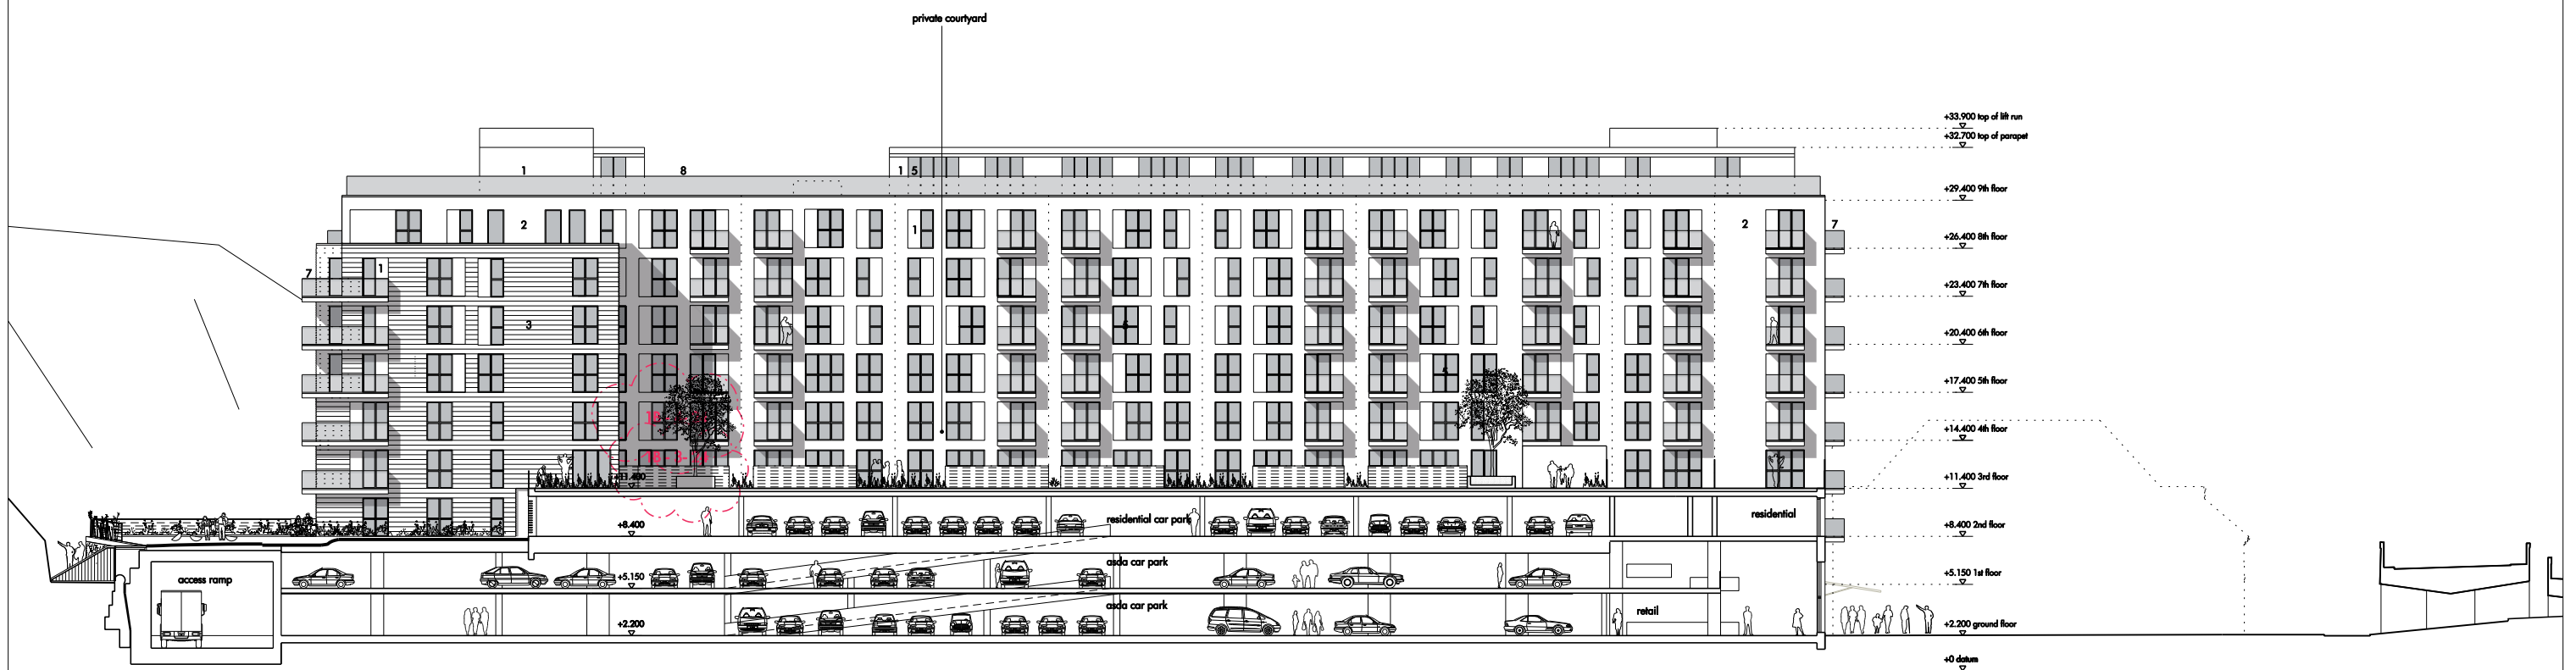 private courtyard
+33.900 top of lift run
+32.700 top of parapet
1
8
1
5
+29.400 9th floor
2
1
2
7
+26.400 8th floor
7
1
+23.400 7th floor
3
6
+20.400 6th floor
5
+17.400 5th floor
+14.400 4th floor
+11.400
+11.400 3rd floor
residential car park
residential
+8.400
+8.400 2nd floor
asda car park
access ramp
+5.150
+5.150 1st floor
asda car park
retail
+2.200
+2.200 ground floor
+0 datum